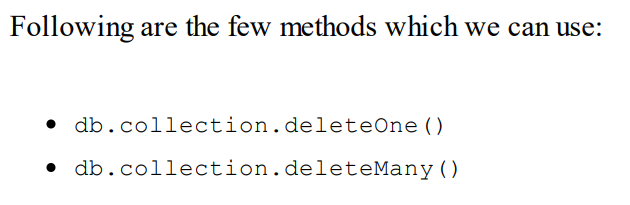 Following are the few methods which we can use:
• db.collection.deleteOne()
• db.collection.deleteMany()